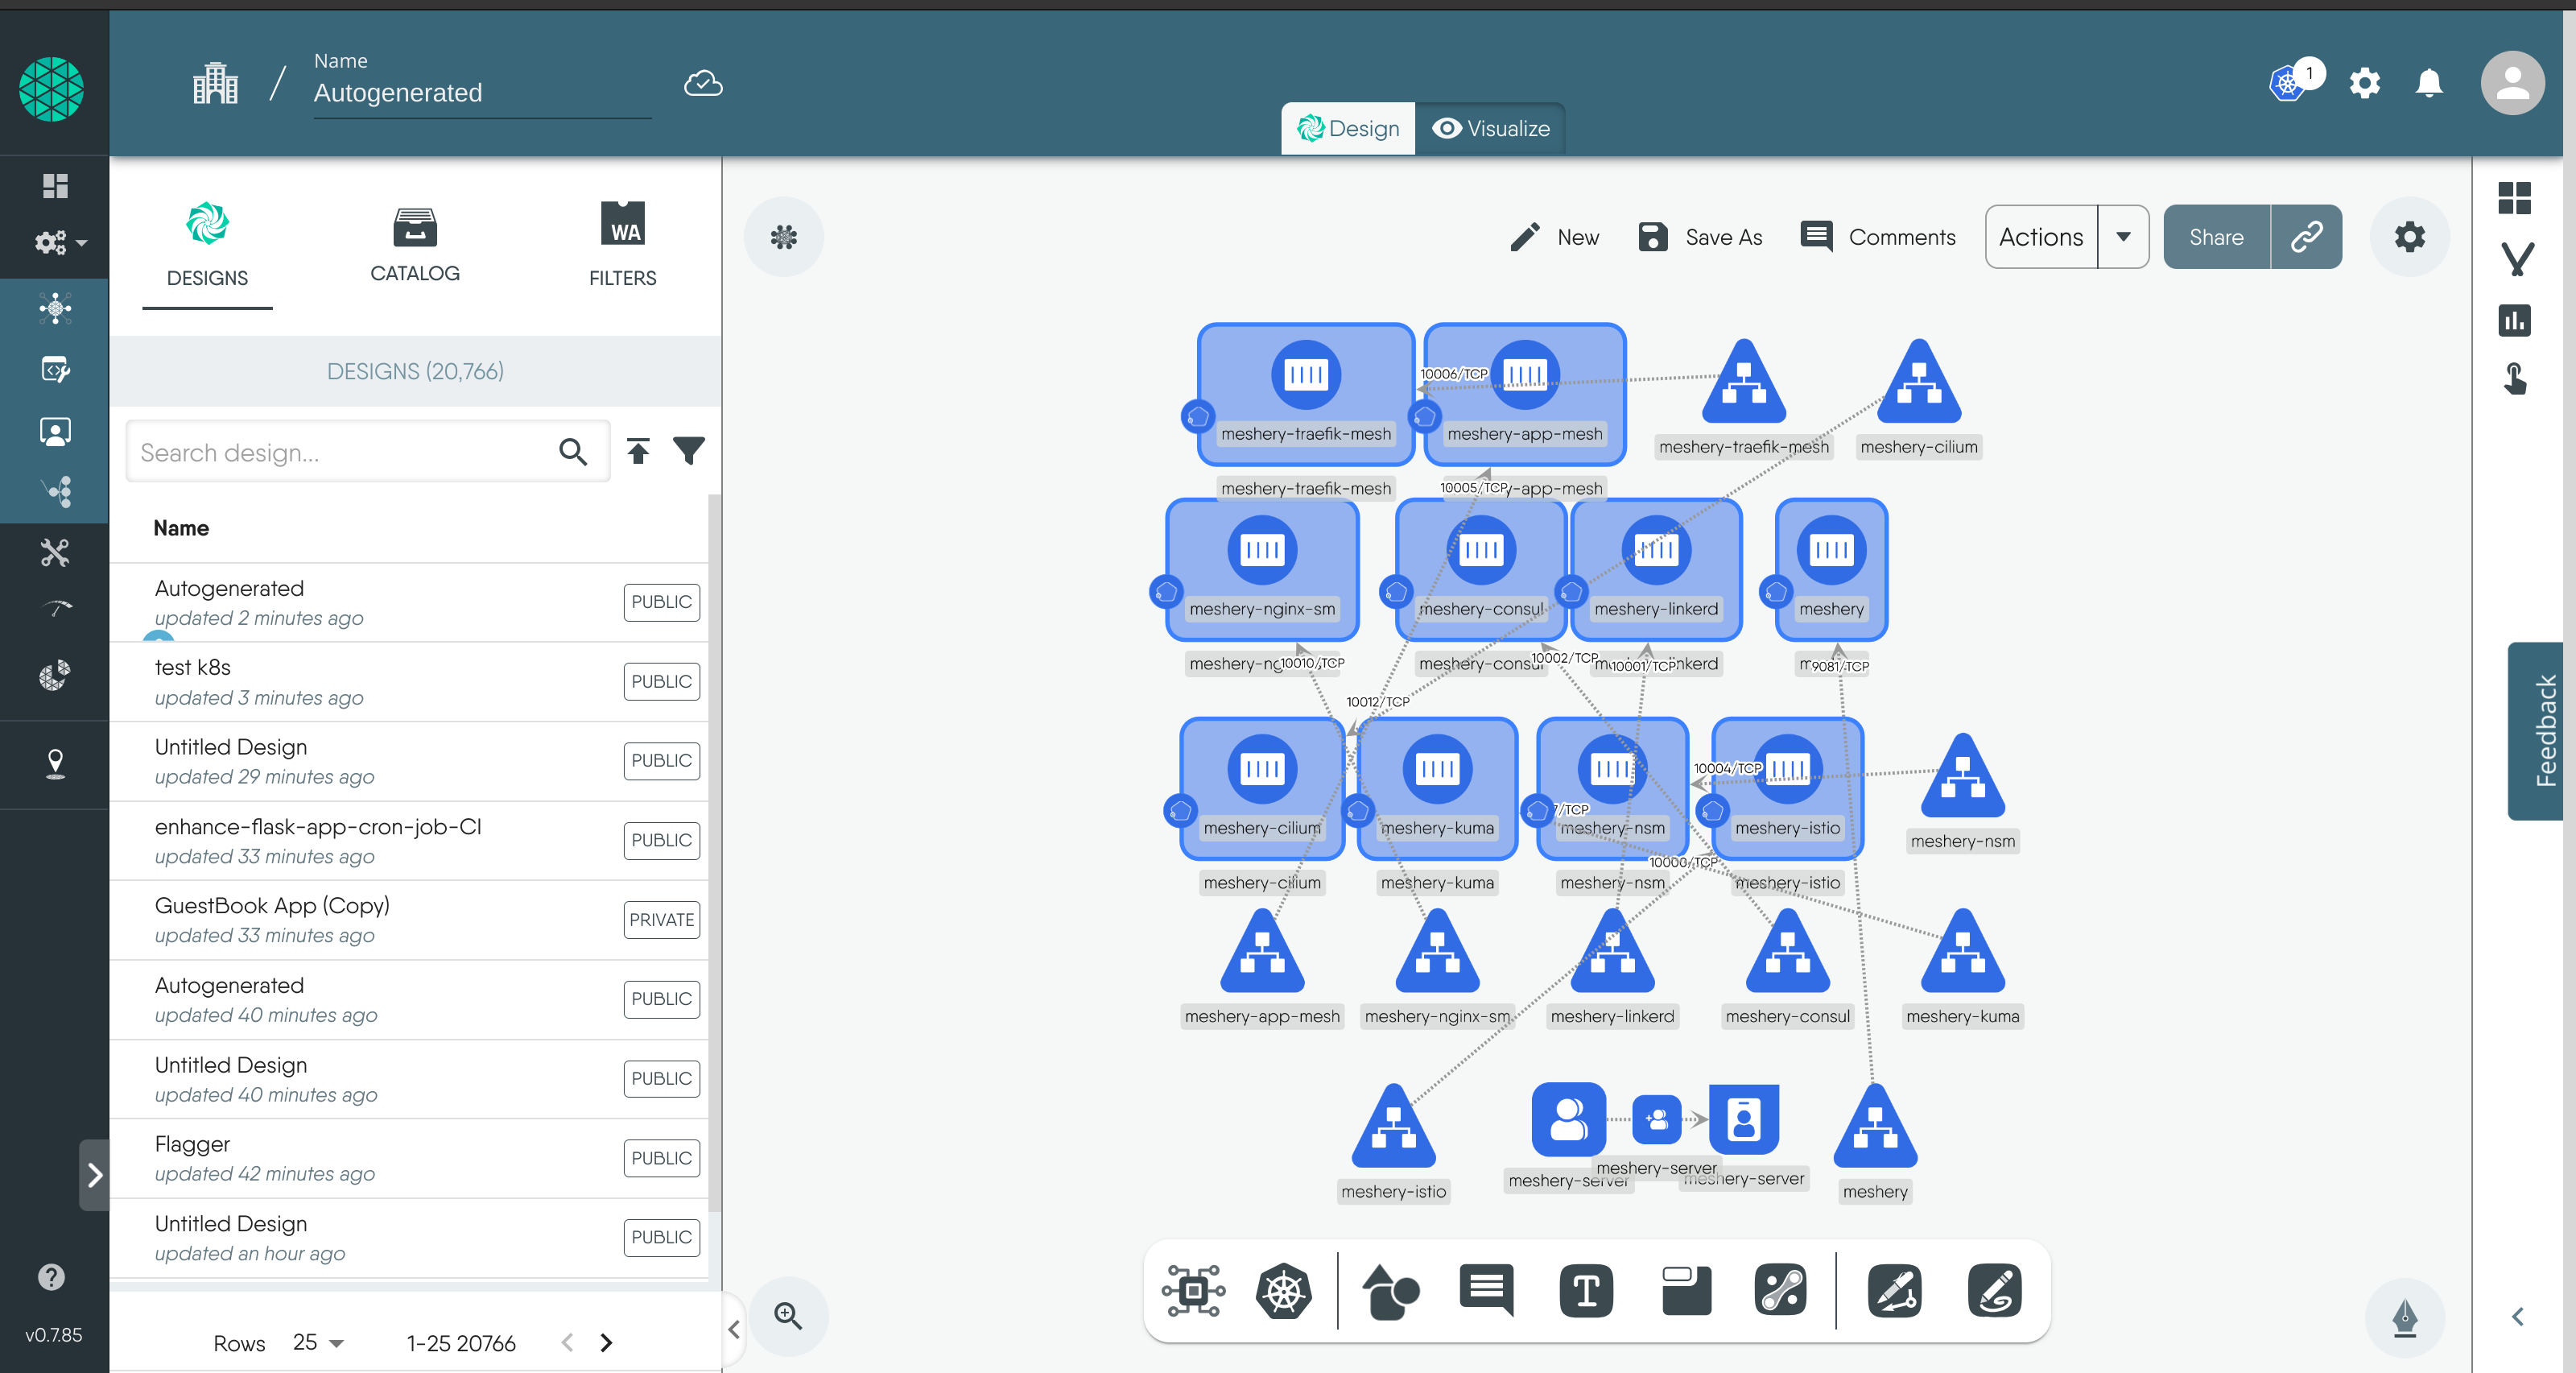 Name
Autogenerated
1
Design
Visualize
DESIGNS
CATALOG
WA
FILTERS
DESIGNS (20,766)
Search design...
Name
Autogenerated
updated 2 minutes ago
PUBLIC
test k8s
updated 3 minutes ago
PUBLIC
Untitled Design
updated 29 minutes ago
PUBLIC
enhance-flask-app-cron-job-CI
updated 33 minutes ago
PUBLIC
GuestBook App (Copy)
updated 33 minutes ago
PRIVATE
Autogenerated
updated 40 minutes ago
PUBLIC
Untitled Design
updated 40 minutes ago
PUBLIC
Flagger
updated 42 minutes ago
PUBLIC
Untitled Design
updated an hour ago
PUBLIC
Rows 25 1-25 20766
v0.7.85
New
Save As
Comments
Actions
Share
10006/TCP
meshery-traefik-mesh
meshery-app-mesh
meshery-traefik-mesh
meshery-cilium
meshery-traefik-mesh
10005/TCP
y-app-mesh
meshery-nginx-sm
meshery-consul
meshery-linkerd
meshery
10010/TCP
meshery-consul
10002/TCP
10001/TCP
9081/TCP
10012/TCP
10004/TCP
7/TCP
meshery-cilium
meshery-kuma
meshery-nsm
meshery-istio
meshery-nsm
10000/TCP
meshery-cilium
meshery-kuma
meshery-nsm
meshery-istio
meshery-app-mesh
meshery-nginx-sm
meshery-linkerd
meshery-consul
meshery-kuma
meshery-istio
meshery-server
meshery-server
meshery-server
meshery
Feedback